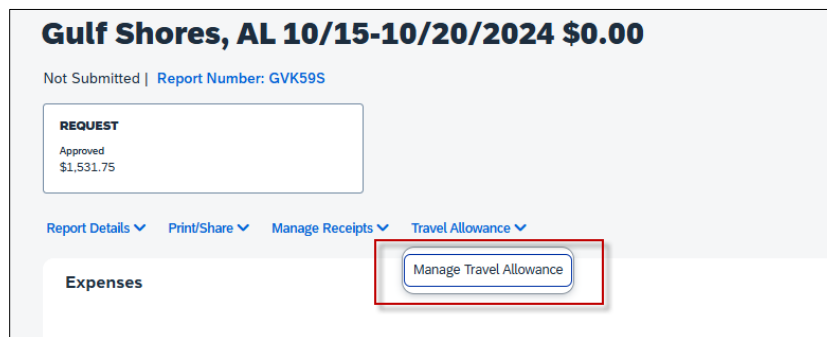 Gulf Shores, AL 10/15-10/20/2024 $0.00
Not Submitted | Report Number: GVK59S
REQUEST
Approved
$1,531.75
Report Details Print/Share Manage Receipts Travel Allowance
Manage Travel Allowance
Expenses